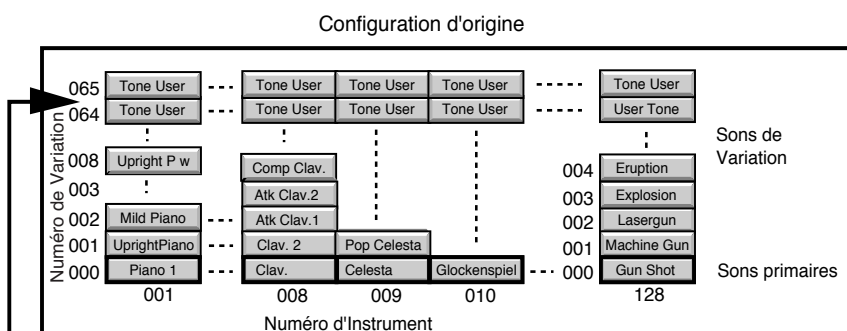 Configuration d'origine
065 Tone User Tone User Tone User Tone User Tone User
064 Tone User Tone User Tone User Tone User User Tone
008 Upright P w Comp Clav. 004 Eruption
003 Atk Clav.2 003 Explosion
002 Mild Piano Atk Clav.1 002 Lasergun
001 UprightPiano Clav. 2 Pop Celesta 001 Machine Gun
000 Piano 1 Clav. Celesta Glockenspiel 000 Gun Shot
001 008 009 010 128
Numéro d'Instrument
Numéro de Variation
Sons de
Variation
Sons primaires